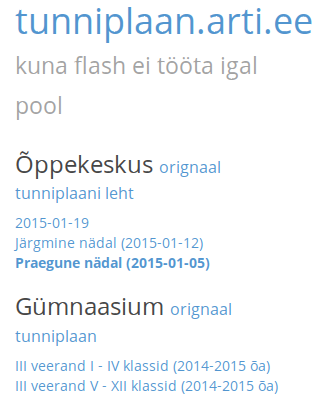 tunniplaan.arti.ee
kuna flash ei tööta igal
pool
Õppekeskus orignaal
tunniplaani leht
2015-01-19
Järgmine nädal (2015-01-12)
Praegune nädal (2015-01-05)
Gümnaasium orignaal
tunniplaan
III veerand I - IV klassid (2014-2015 õa)
III veerand V - XII klassid (2014-2015 õa)